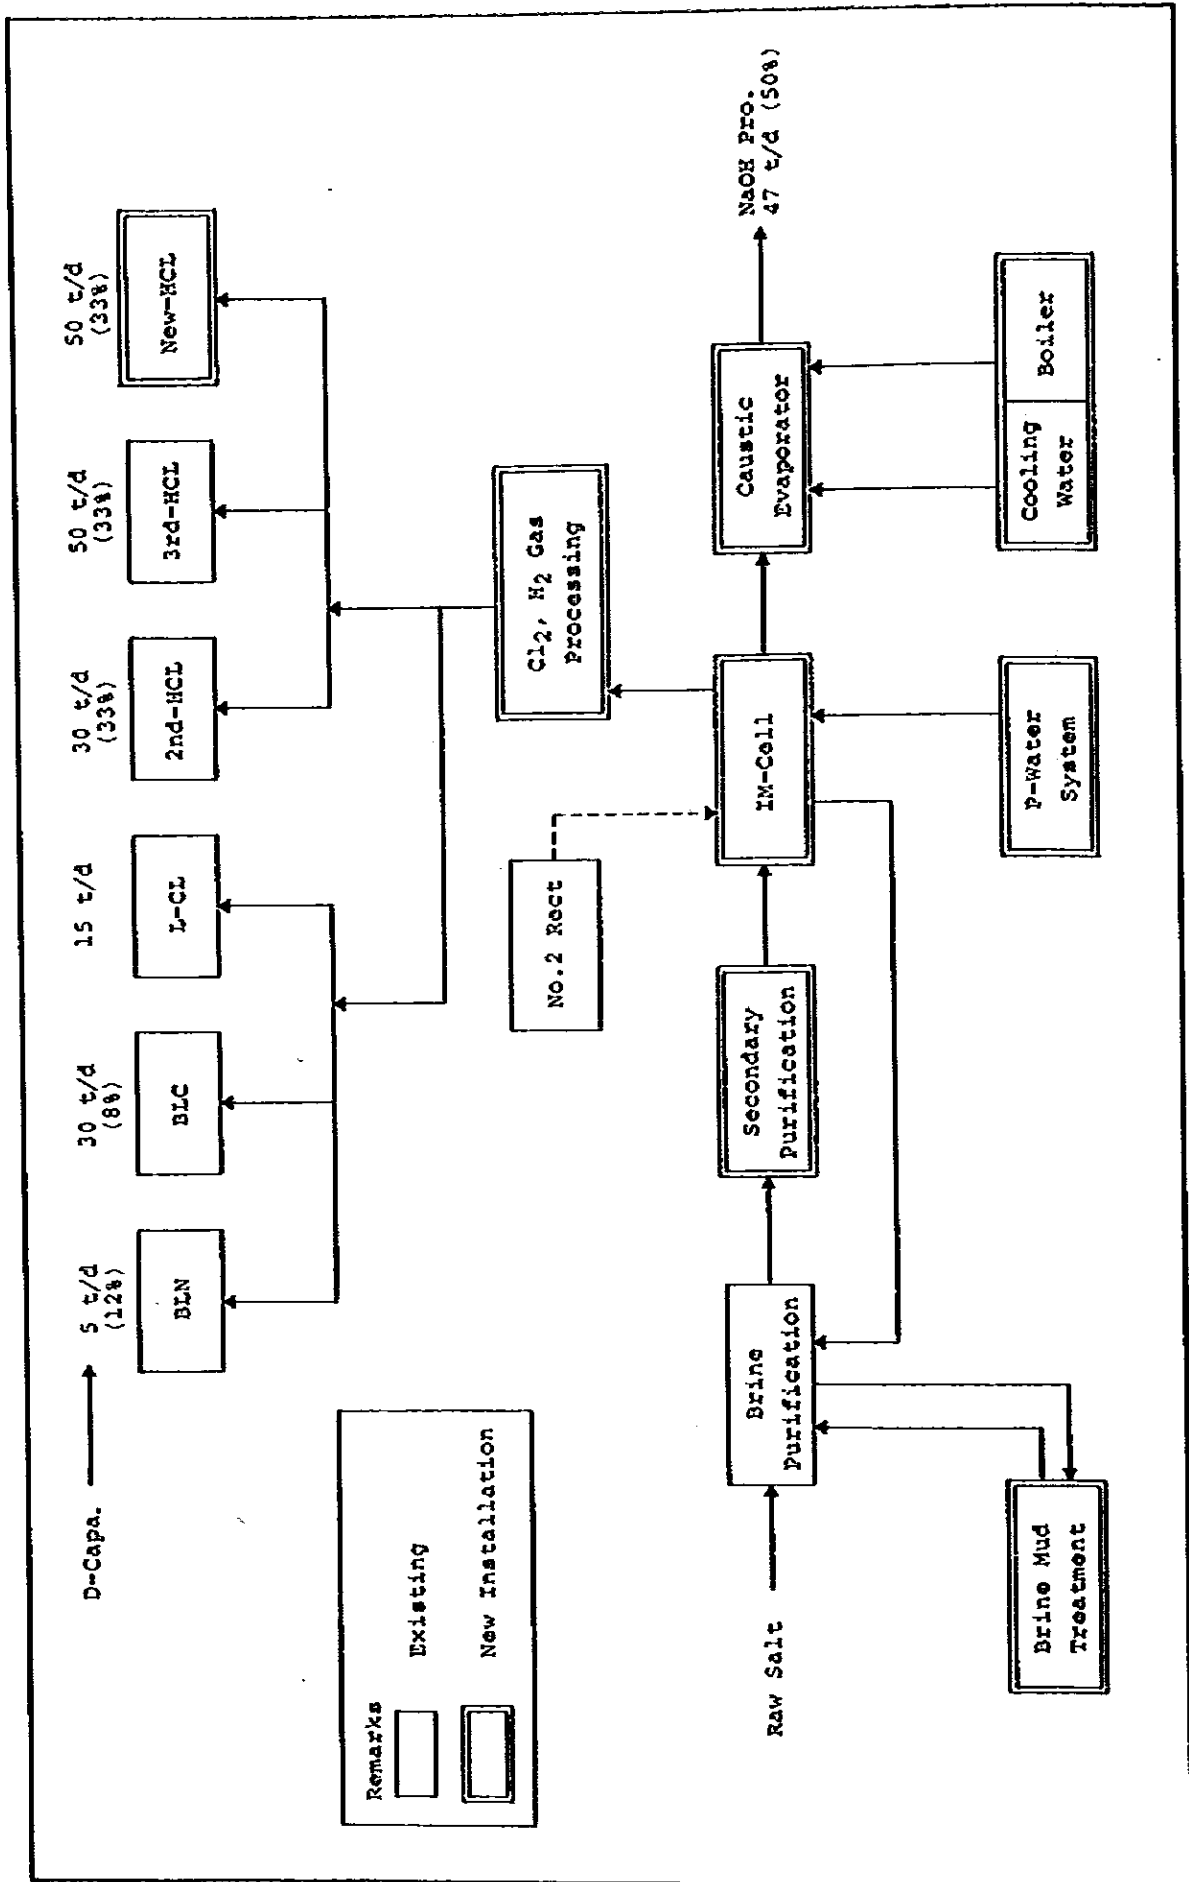 D-Capa.
5 t/d
(12%)
30 t/d
(8%)
15 t/d
30 t/d
(33%)
50 t/d
(33%)
50 t/d
(33%)
BLN
BLC
L-CL
2nd-HCL
3rd-HCL
New-HCL
Remarks
Existing
New Installation
No.2 Rect
Cl2, H2 Gas
Processing
Raw Salt
Brine
Purification
Secondary
Purification
IM-Cell
Caustic
Evaporator
NaOH Pro.
47 t/d (50%)
Brine Mud
Treatment
P-Water
System
Cooling
Water
Boiler